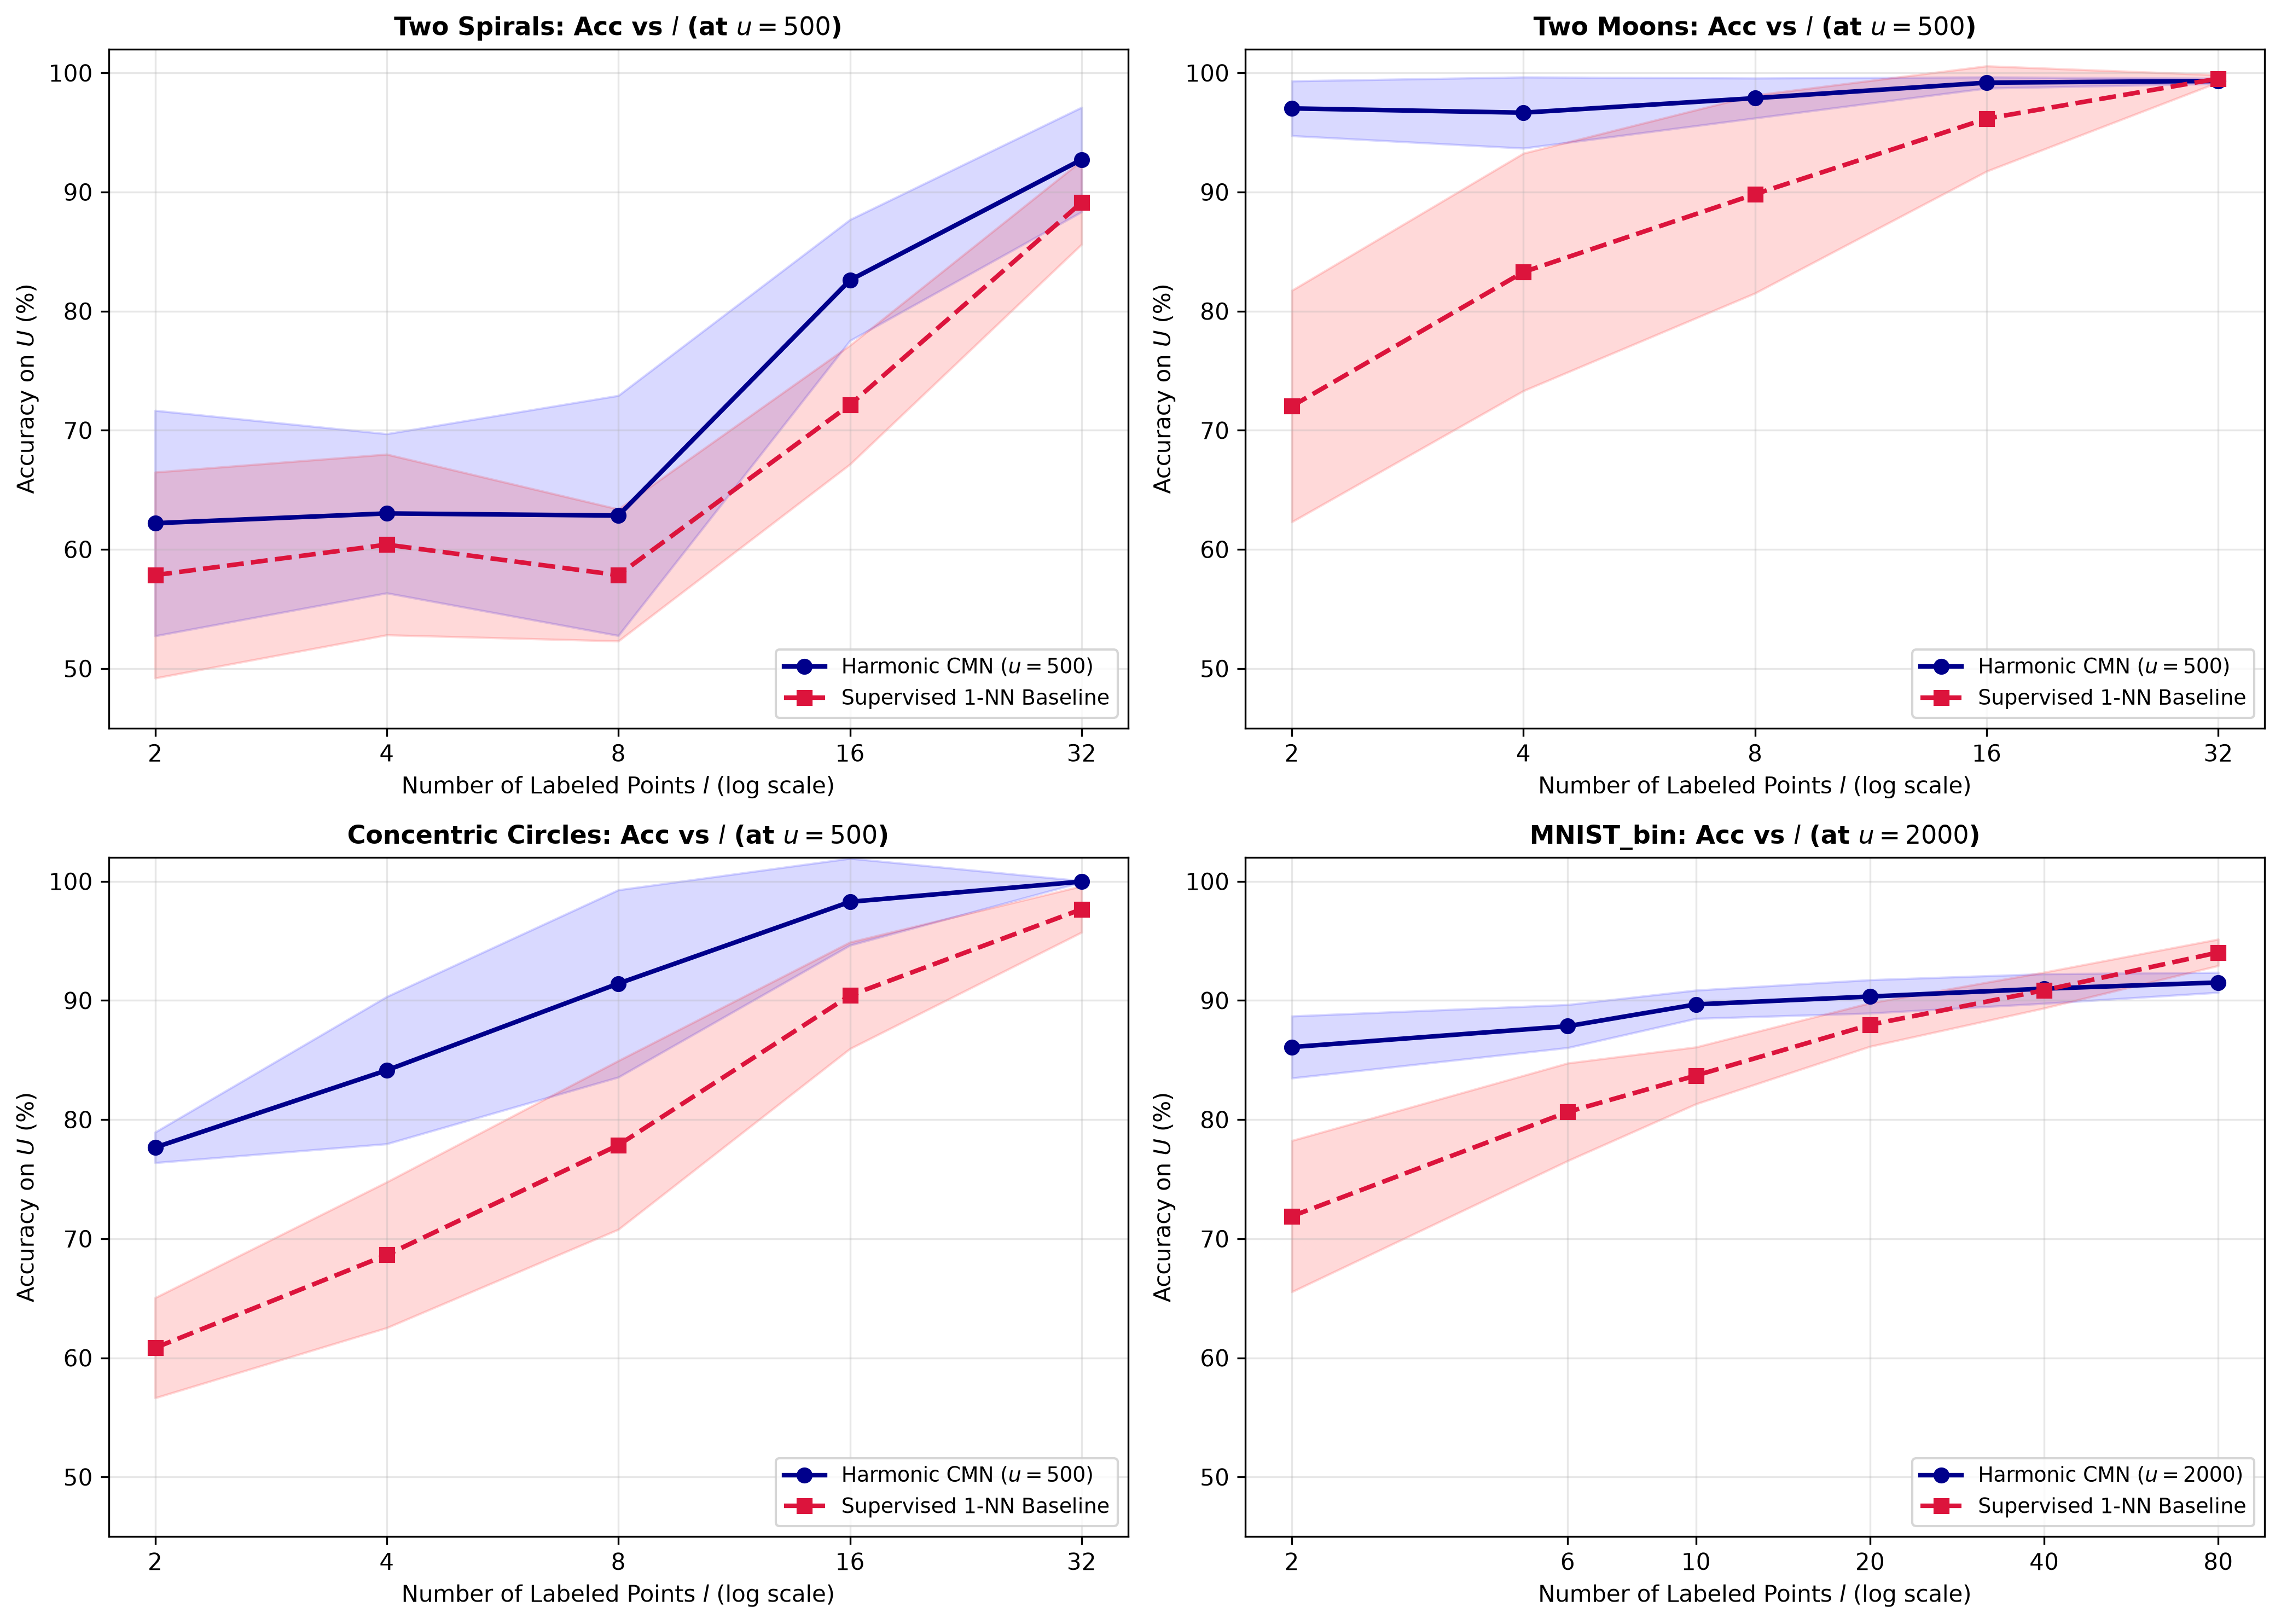 Two Spirals: Acc vs l (at u = 500)
Accuracy on U (%)
100
90
80
70
60
50
Harmonic CMN (u = 500)
Supervised 1-NN Baseline
2 4 8 16 32
Number of Labeled Points l (log scale)
Two Moons: Acc vs l (at u = 500)
Accuracy on U (%)
100
90
80
70
60
50
Harmonic CMN (u = 500)
Supervised 1-NN Baseline
2 4 8 16 32
Number of Labeled Points l (log scale)
Concentric Circles: Acc vs l (at u = 500)
Accuracy on U (%)
100
90
80
70
60
50
Harmonic CMN (u = 500)
Supervised 1-NN Baseline
2 4 8 16 32
Number of Labeled Points l (log scale)
MNIST_bin: Acc vs l (at u = 2000)
Accuracy on U (%)
100
90
80
70
60
50
Harmonic CMN (u = 2000)
Supervised 1-NN Baseline
2 6 10 20 40 80
Number of Labeled Points l (log scale)